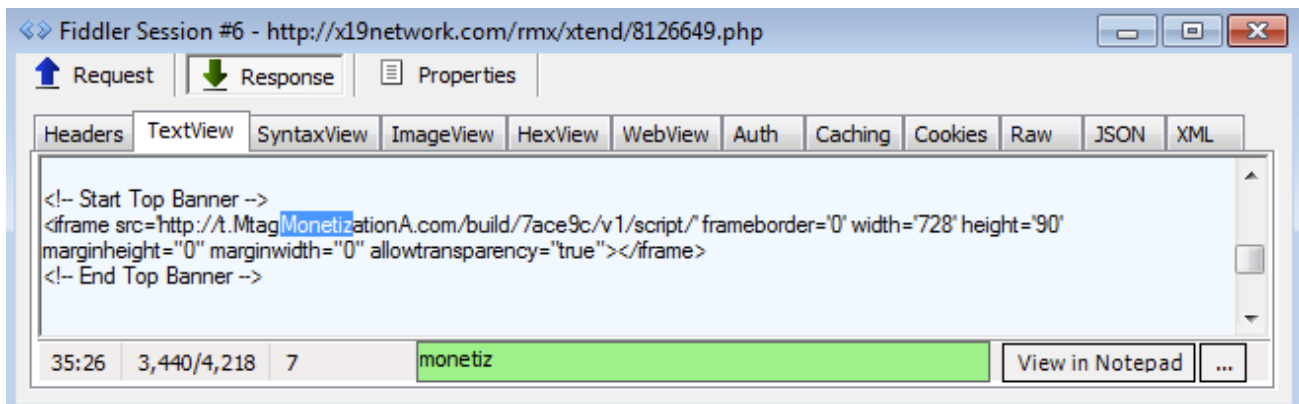 Fiddler Session #6 - http://x19network.com/rmx/xtend/8126649.php
Request Response Properties
Headers TextView SyntaxView ImageView HexView WebView Auth Caching Cookies Raw JSON XML
<!-- Start Top Banner -->
<iframe src='http://t.MtagMonetizationA.com/build/7ace9c/v1/script/' frameborder='0' width='728' height='90'
marginheight="0" marginwidth="0" allowtransparency="true"></iframe>
<!-- End Top Banner -->
35:26 3,440/4,218 7 monetiz View in Notepad ...